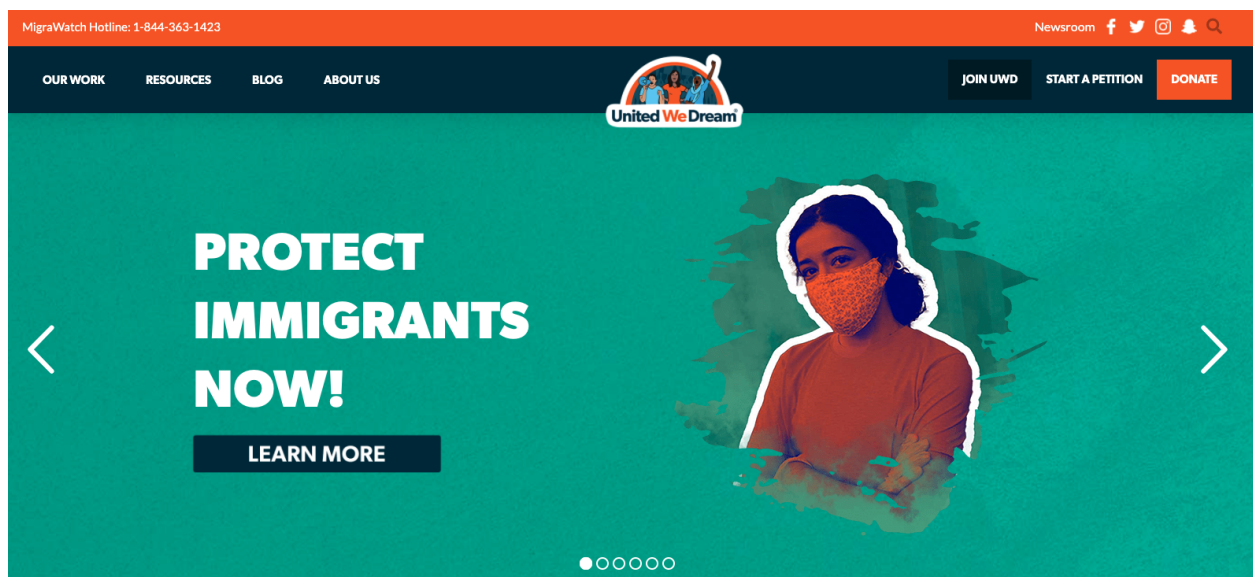 MigraWatch Hotline: 1-844-363-1423
Newsroom
OUR WORK
RESOURCES
BLOG
ABOUT US
United We Dream
JOIN UWD
START A PETITION
DONATE
PROTECT
IMMIGRANTS
NOW!
LEARN MORE